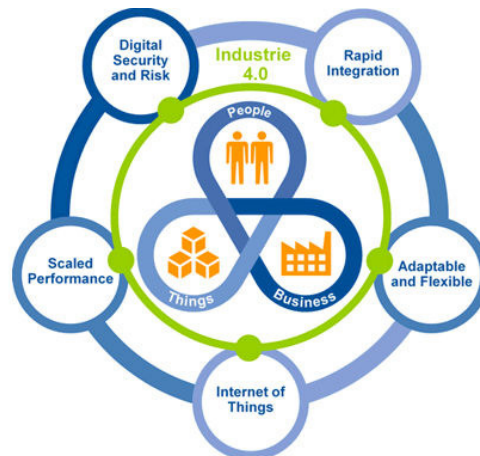 Digital
Security
and Risk
Industrie
4.0
Rapid
Integration
People
Scaled
Performance
Things
Business
Adaptable
and Flexible
Internet of
Things